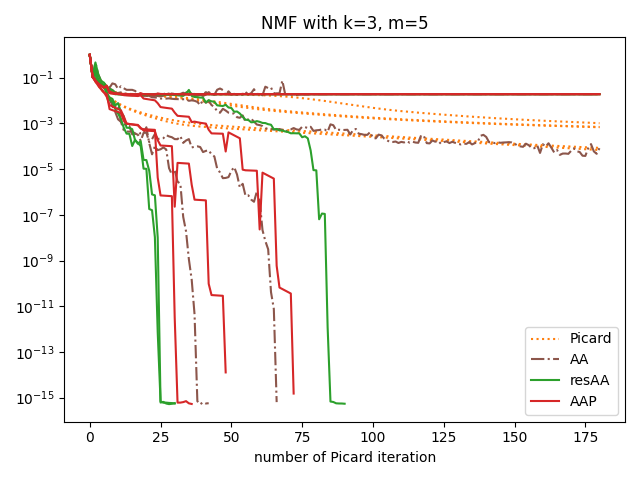 NMF with k=3, m=5
10⁻¹
10⁻³
10⁻⁵
10⁻⁷
10⁻⁹
10⁻¹¹
10⁻¹³
10⁻¹⁵
Picard
AA
resAA
AAP
0 25 50 75 100 125 150 175
number of Picard iteration